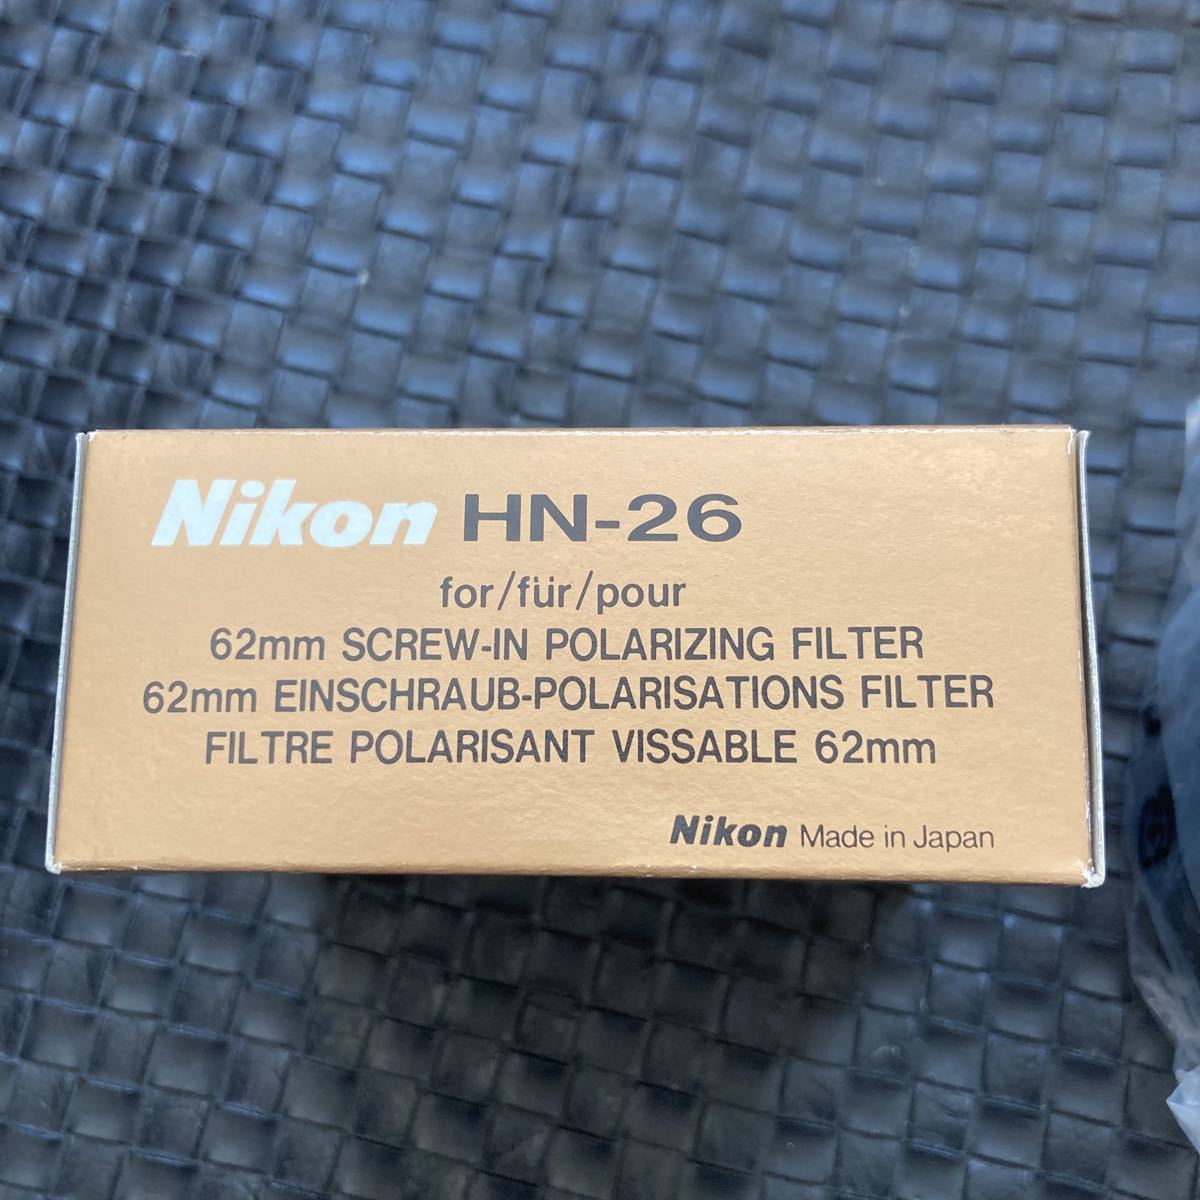 Nikon HN-26
for/für/pour
62mm SCREW-IN POLARIZING FILTER
62mm EINSCHRAUB-POLARISATIONS FILTER
FILTRE POLARISANT VISSABLE 62mm
Nikon Made in Japan